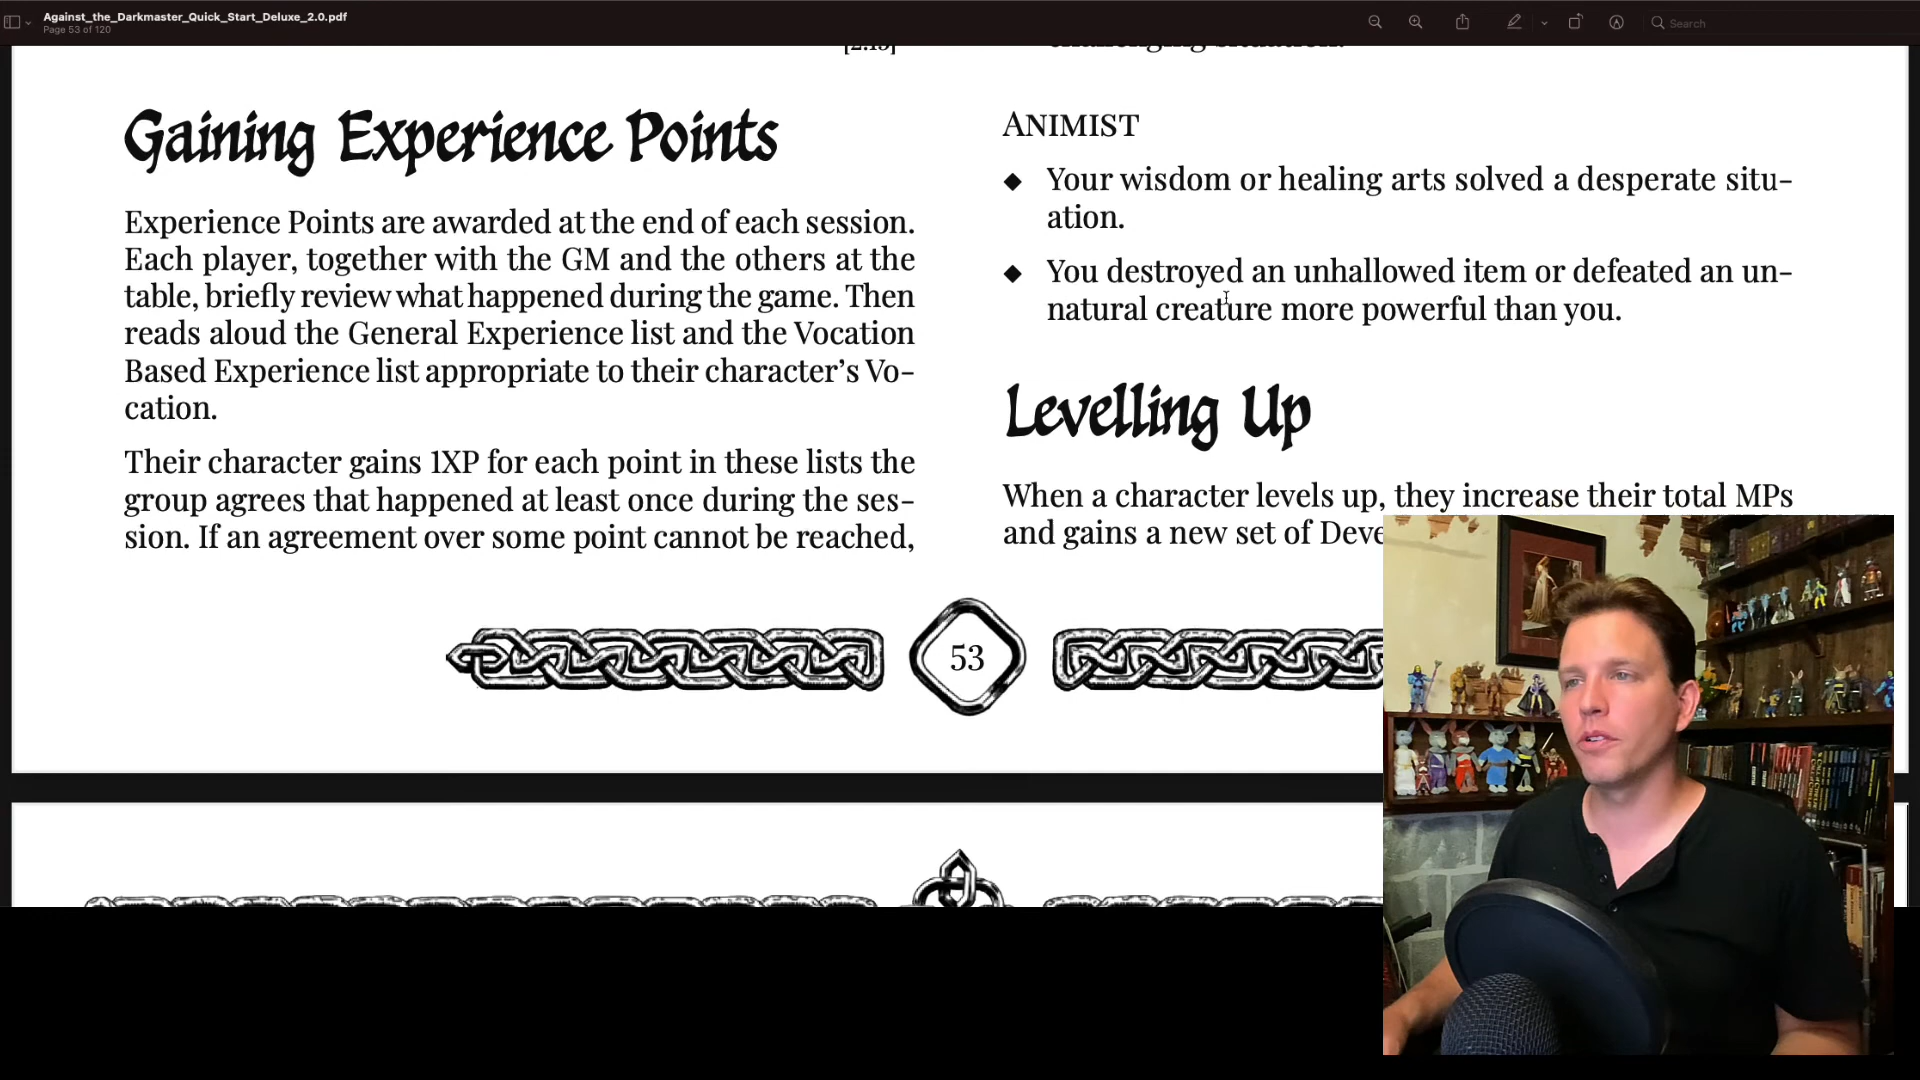 Against_the_Darkmaster_Quick_Start_Deluxe_2.0.pdf
Page 53 of 120
Search
[2.15]
challenging situation.
Gaining Experience Points
Experience Points are awarded at the end of each session.
Each player, together with the GM and the others at the
table, briefly review what happened during the game. Then
reads aloud the General Experience list and the Vocation
Based Experience list appropriate to their character’s Vo-
cation.
Their character gains 1XP for each point in these lists the
group agrees that happened at least once during the ses-
sion. If an agreement over some point cannot be reached,
ANIMIST
◆ Your wisdom or healing arts solved a desperate situ-
ation.
◆ You destroyed an unhallowed item or defeated an un-
natural creature more powerful than you.
Levelling Up
When a character levels up, they increase their total MPs
and gains a new set of Deve
53